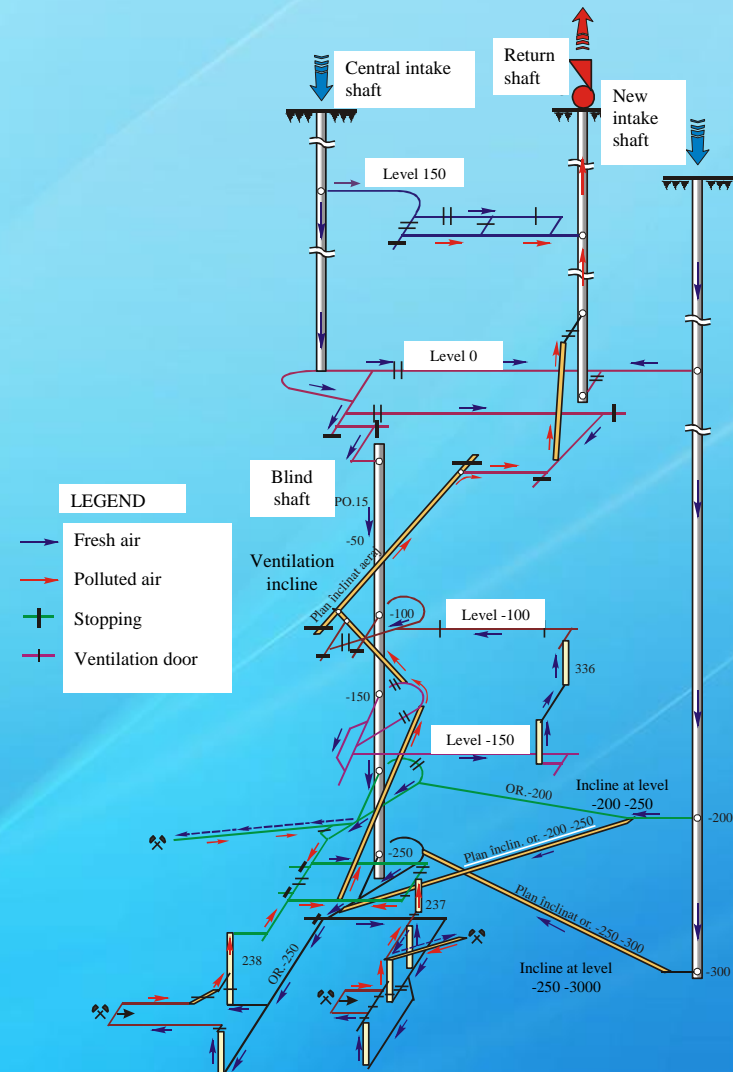 Central intake
shaft
Return
shaft
New
intake
shaft
Level 150
Level 0
Blind
shaft
PO.15
-50
LEGEND
Fresh air
Polluted air
Stopping
Ventilation door
Ventilation
incline
Plan înclinat aeraj
-100
Level -100
336
-150
Level -150
OR.-200
Incline at level
-200 -250
-200
Plan înclin. or. -200 -250
-250
Plan înclinat or. -250 -300
237
238
OR.-250
Incline at level
-250 -3000
-300